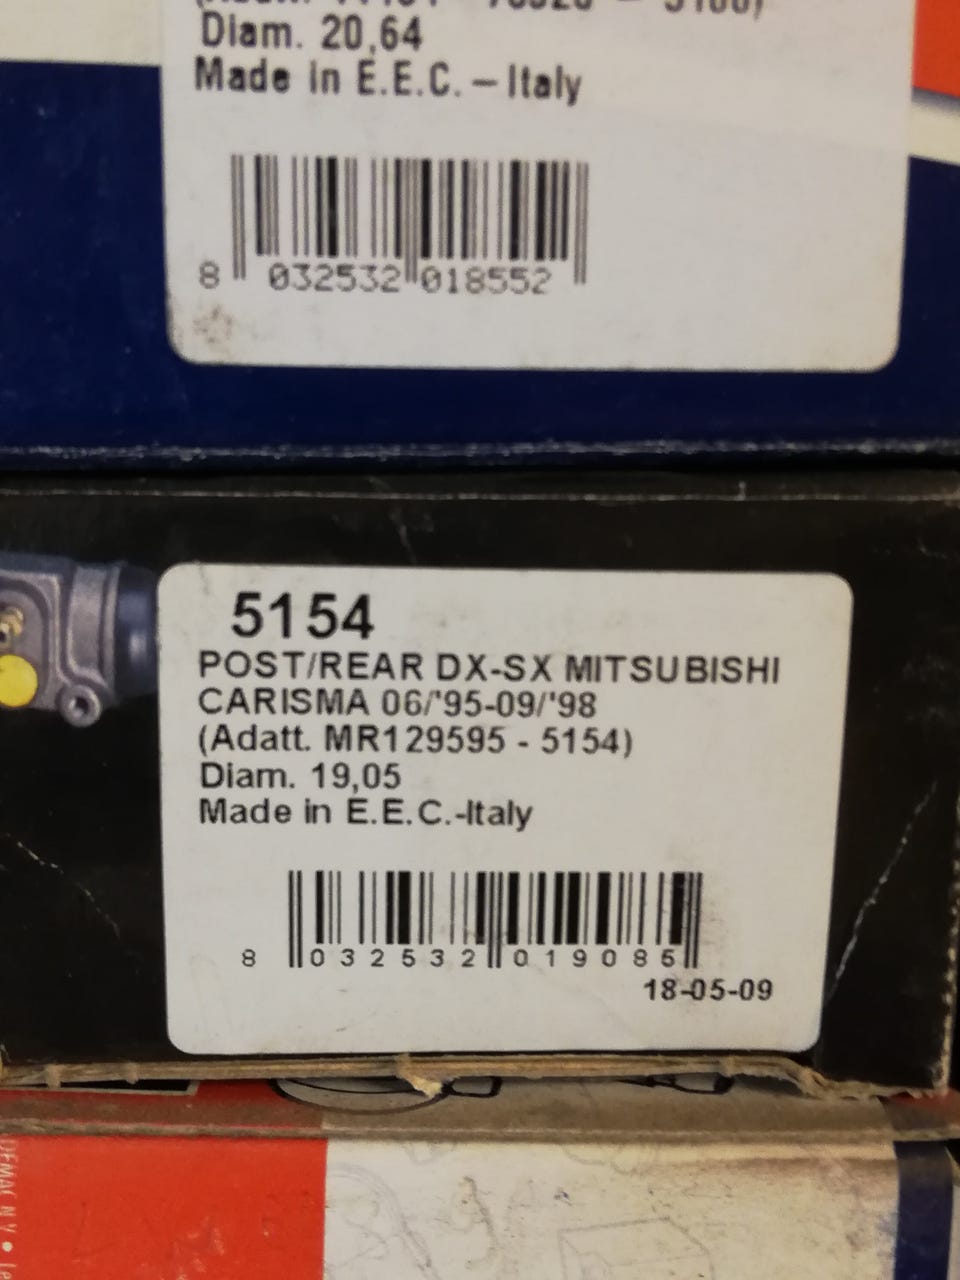 Diam. 20,64
Made in E.E.C. – Italy
8 032532 018552
5154
POST/REAR DX-SX MITSUBISHI
CARISMA 06/'95-09/'98
(Adatt. MR129595 - 5154)
Diam. 19,05
Made in E.E.C.-Italy
8 032532 019085
18-05-09